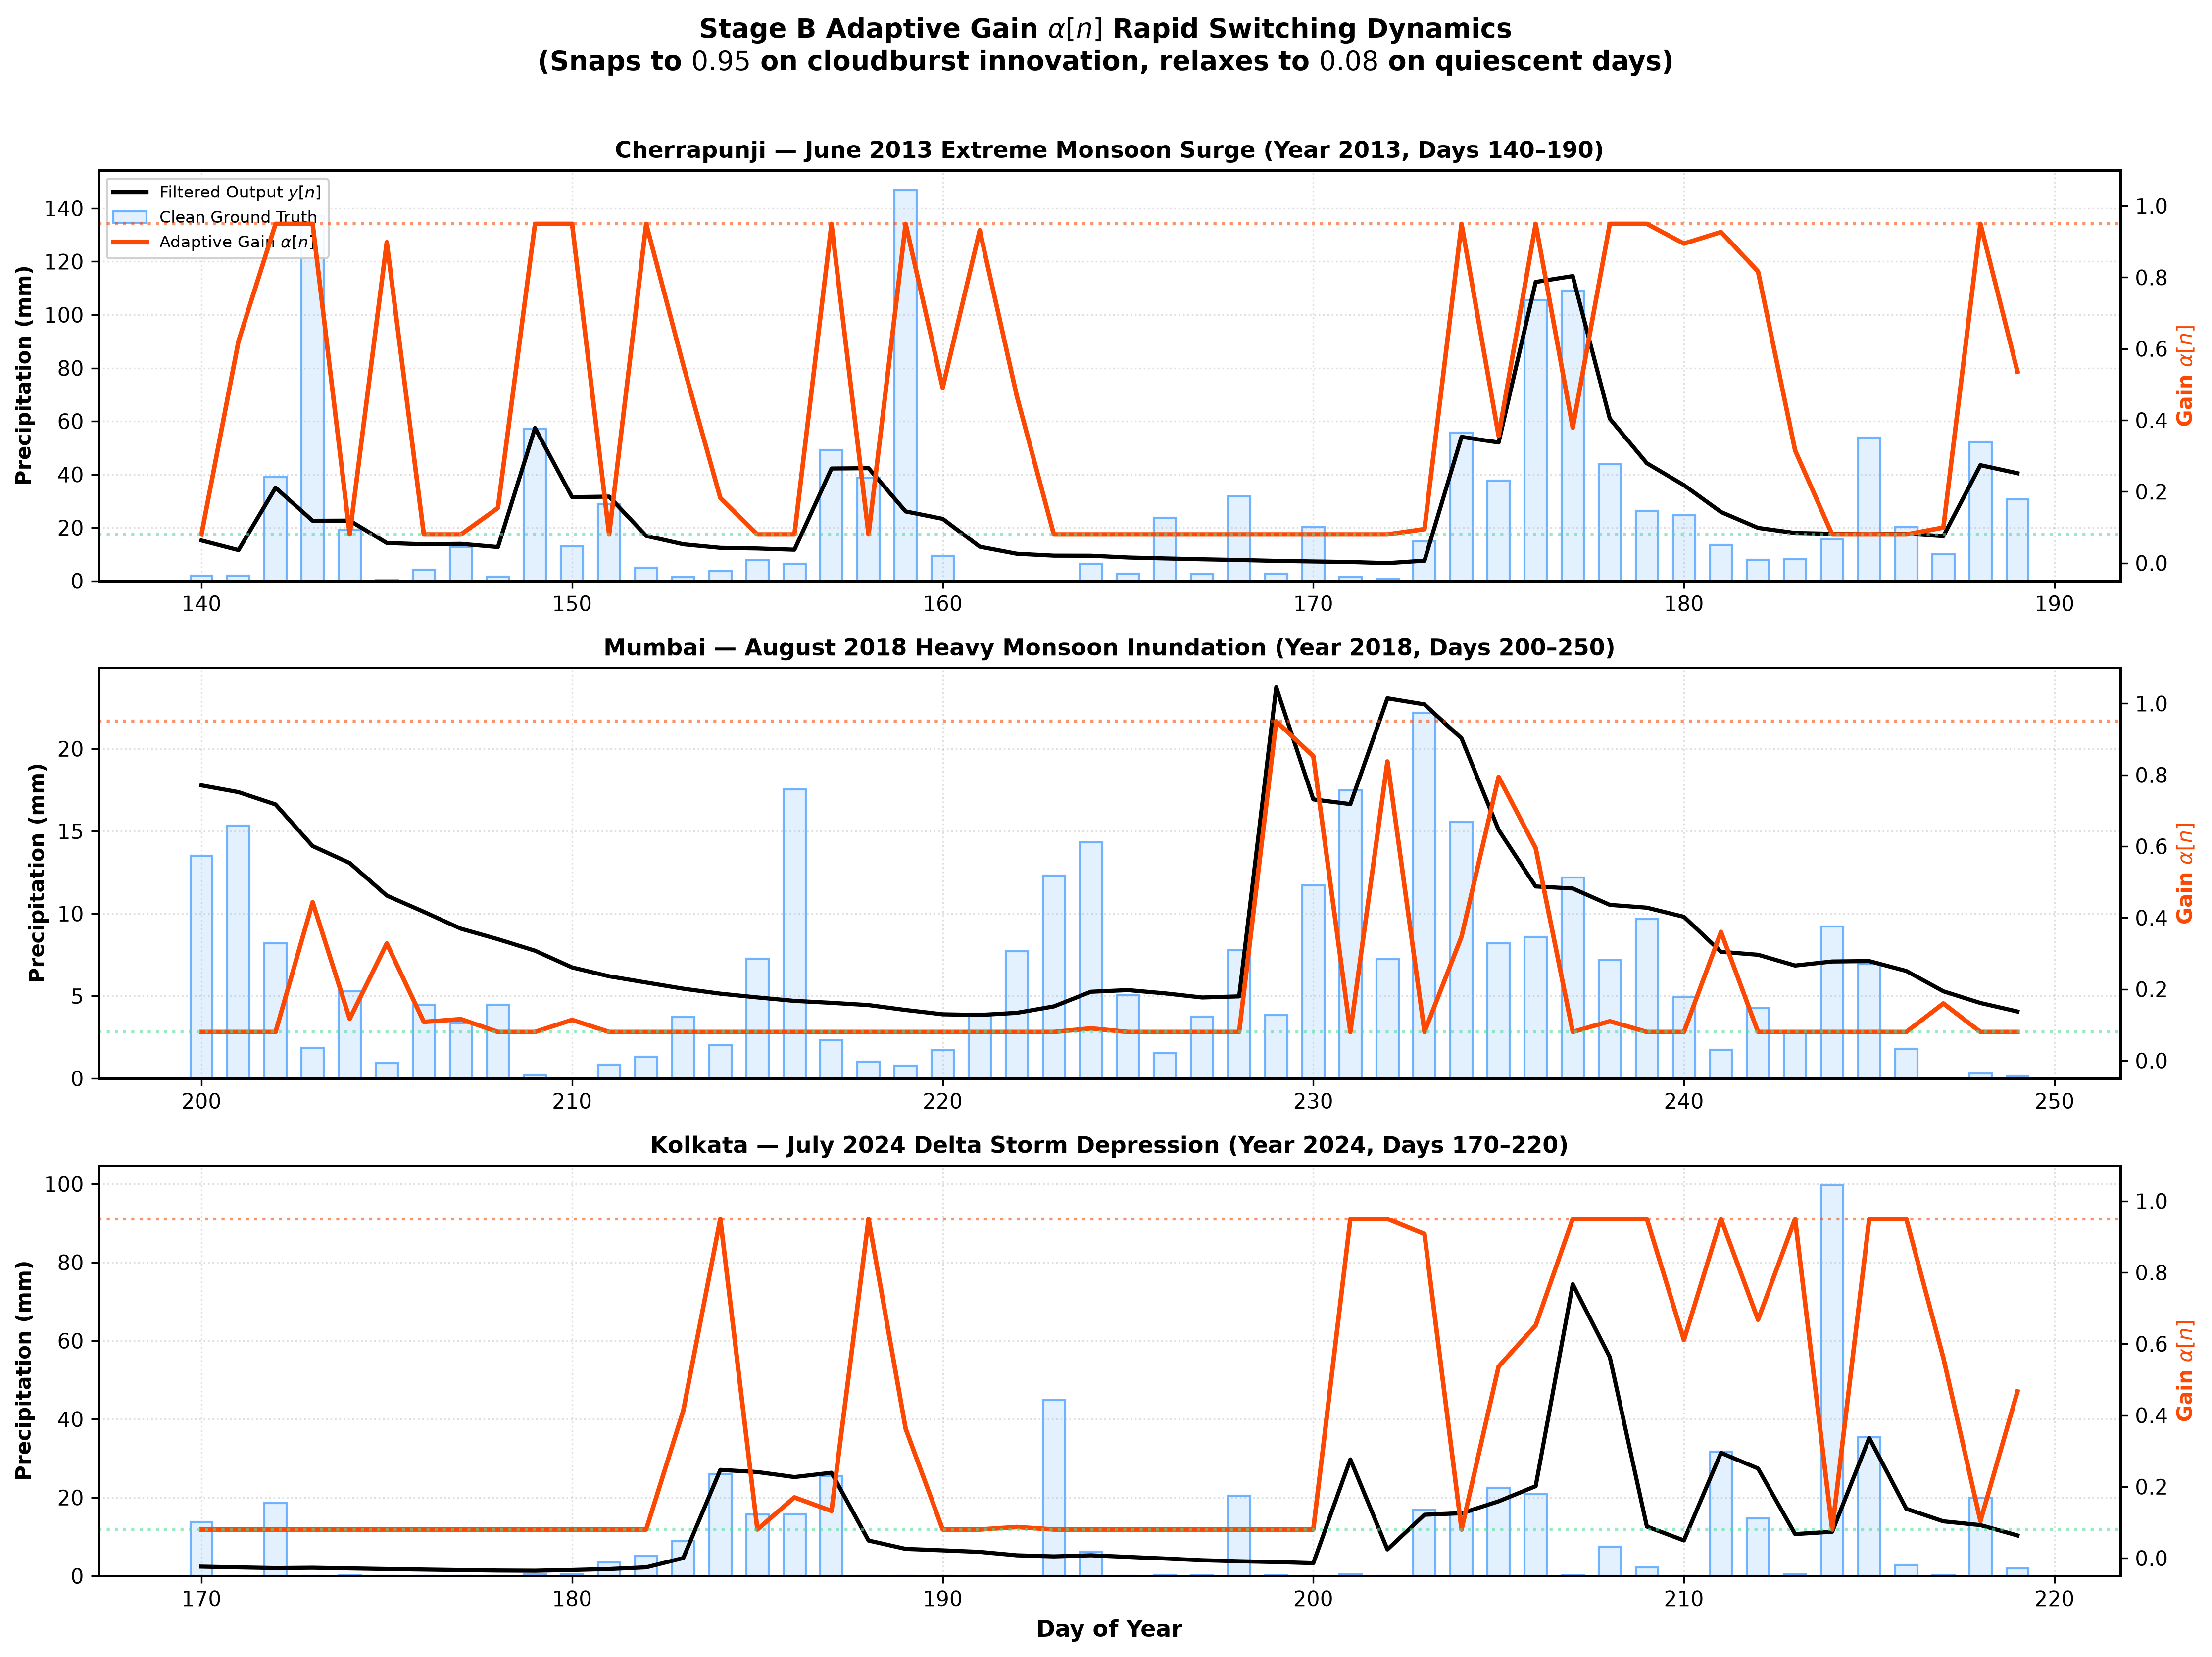 Stage B Adaptive Gain α[n] Rapid Switching Dynamics
(Snaps to 0.95 on cloudburst innovation, relaxes to 0.08 on quiescent days)
Cherrapunji — June 2013 Extreme Monsoon Surge (Year 2013, Days 140–190)
Filtered Output y[n]
Clean Ground Truth
Adaptive Gain α[n]
Precipitation (mm)
140
120
100
80
60
40
20
0
1.0
0.8
0.6
0.4
0.2
0.0
Gain α[n]
140 150 160 170 180 190
Mumbai — August 2018 Heavy Monsoon Inundation (Year 2018, Days 200–250)
Precipitation (mm)
20
15
10
5
0
1.0
0.8
0.6
0.4
0.2
0.0
Gain α[n]
200 210 220 230 240 250
Kolkata — July 2024 Delta Storm Depression (Year 2024, Days 170–220)
Precipitation (mm)
100
80
60
40
20
0
1.0
0.8
0.6
0.4
0.2
0.0
Gain α[n]
170 180 190 200 210 220
Day of Year